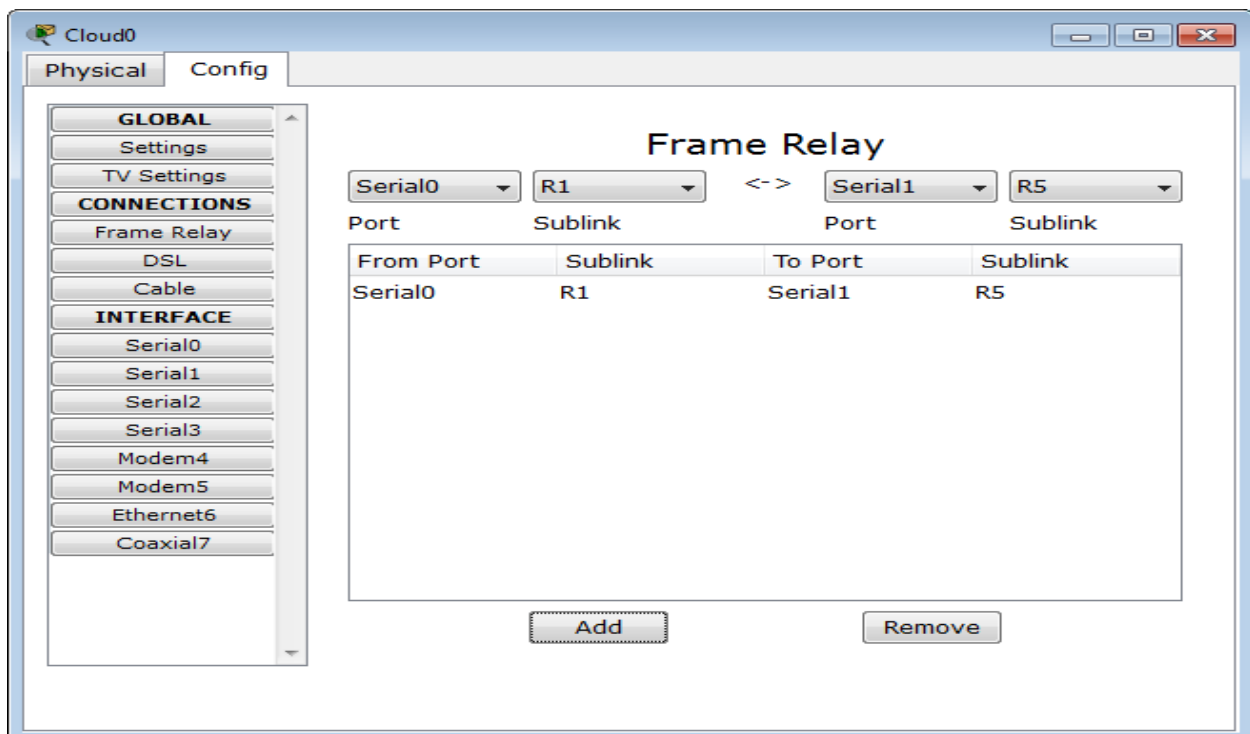 Cloud0
Physical Config
GLOBAL
Settings
TV Settings
CONNECTIONS
Frame Relay
DSL
Cable
INTERFACE
Serial0
Serial1
Serial2
Serial3
Modem4
Modem5
Ethernet6
Coaxial7
Frame Relay
Serial0 R1 <-> Serial1 R5
Port Sublink Port Sublink
From Port Sublink To Port Sublink
Serial0 R1 Serial1 R5
Add Remove